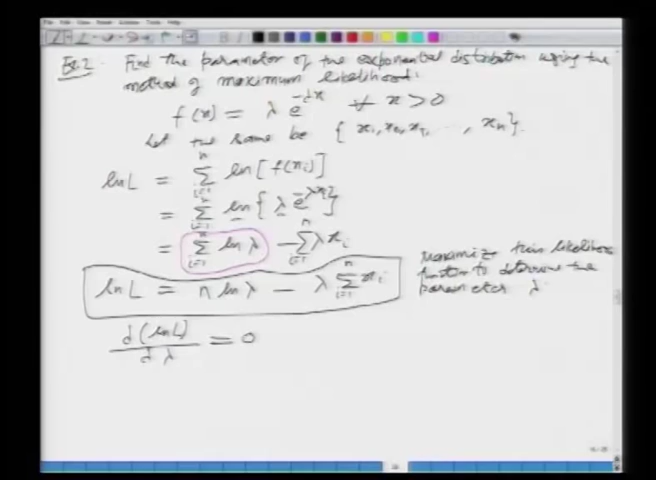 Ex.2. Find the parameter of the exponential distribution using the
method of maximum likelihood.
f(x) = λ e^{-λx} ∀ x > 0
Let the same be {x₁, x₂, x₃, ..., xₙ}.
ln L = Σ_{i=1}^{n} ln [f(xᵢ)]
= Σ_{i=1}^{n} ln {λ e^{-λxᵢ}}
= Σ_{i=1}^{n} ln λ - Σ_{i=1}^{n} λxᵢ
ln L = n ln λ - λ Σ_{i=1}^{n} xᵢ
maximize this likelihood
function to determine the
parameter λ
d(ln L)/dλ = 0